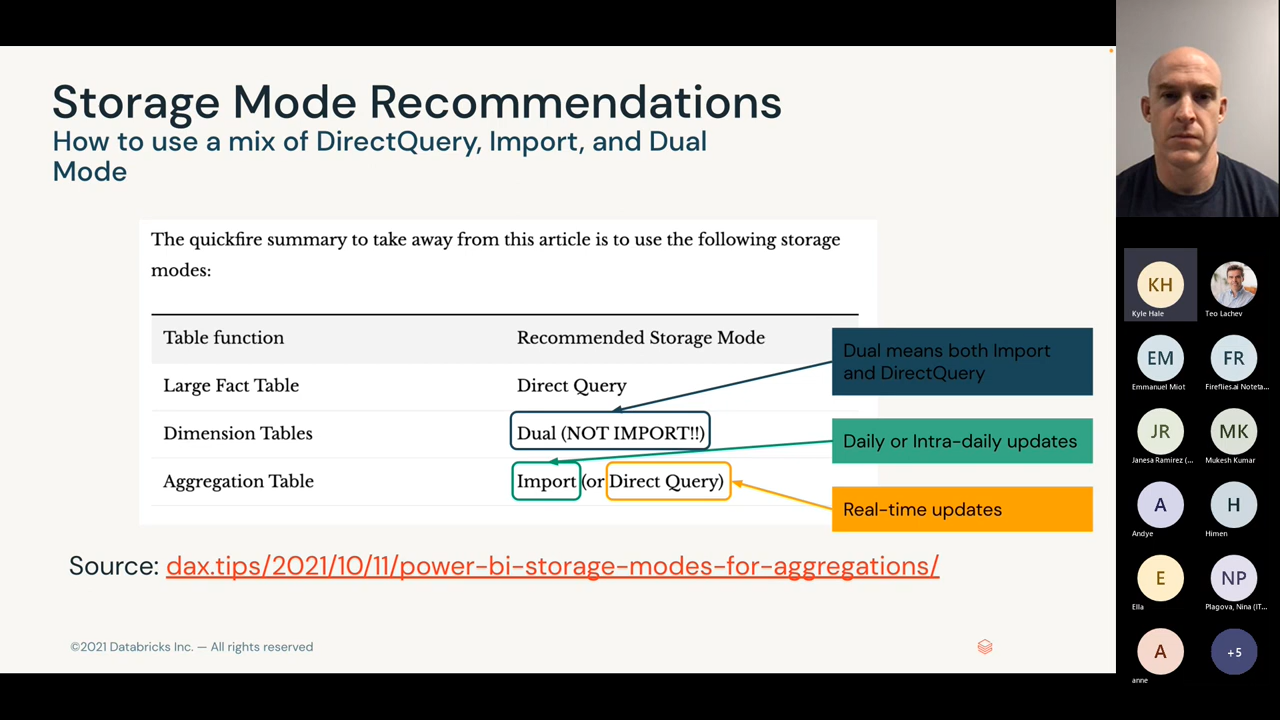 Storage Mode Recommendations
How to use a mix of DirectQuery, Import, and Dual
Mode
The quickfire summary to take away from this article is to use the following storage
modes:
Table function Recommended Storage Mode
Large Fact Table Direct Query
Dimension Tables Dual (NOT IMPORT!!)
Aggregation Table Import (or Direct Query)
Dual means both Import
and DirectQuery
Daily or Intra-daily updates
Real-time updates
Source: dax.tips/2021/10/11/power-bi-storage-modes-for-aggregations/
©2021 Databricks Inc. — All rights reserved
KH
Kyle Hale Teo Lachev
EM FR
Emmanuel Miot Fireflies.ai Noteta...
JR MK
Janesa Ramirez (... Mukesh Kumar
A H
Andye Himen
E NP
Ella Plagova, Nina (IT...
A +5
anne